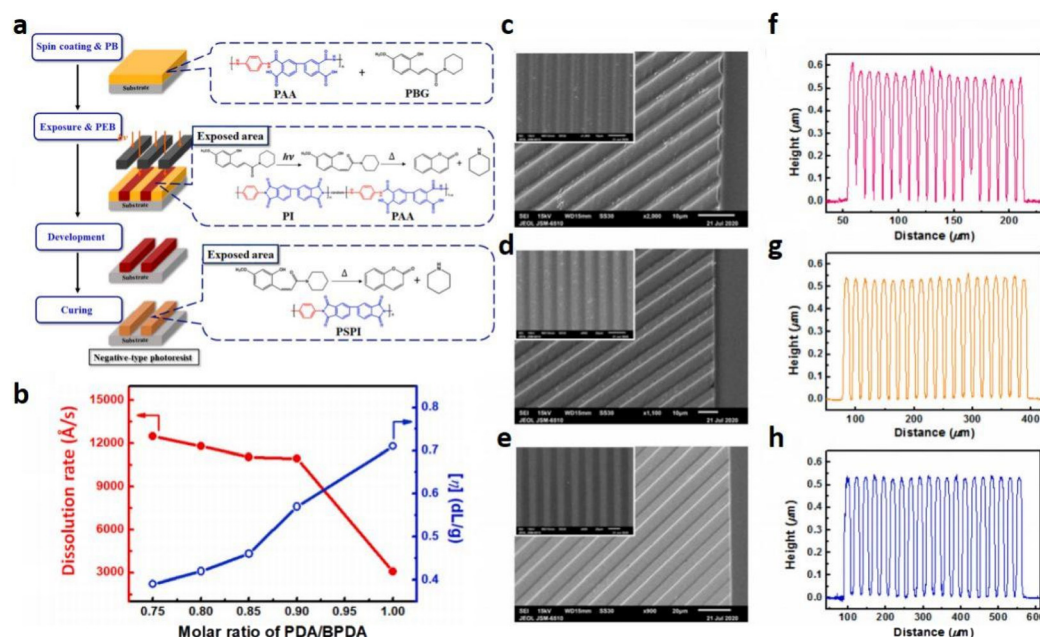 a
Spin coating & PB
Substrate
PAA
+
PBG
Exposure & PEB
Exposed area
hν
Δ
+
Substrate
PI
PAA
Development
Substrate
Exposed area
Δ
+
Curing
PSPI
Substrate
Negative-type photoresist
b
Dissolution rate (Å/s)
15000
12000
9000
6000
3000
0.8
0.7
0.6
0.5
0.4
[η] (dL/g)
0.75 0.80 0.85 0.90 0.95 1.00
Molar ratio of PDA/BPDA
c
SEI 15kV WD15mm SS30 x2,000 10µm
JEOL JSM-6510 21 Jul 2020
d
SEI 15kV WD15mm SS30 x1,100 10µm
JEOL JSM-6510 21 Jul 2020
e
SEI 15kV WD15mm SS30 x900 20µm
JEOL JSM-6510 21 Jul 2020
f
Height (µm)
0.6
0.5
0.4
0.3
0.2
0.1
0.0
50 100 150 200
Distance (µm)
g
Height (µm)
0.6
0.5
0.4
0.3
0.2
0.1
0.0
100 200 300 400
Distance (µm)
h
Height (µm)
0.6
0.5
0.4
0.3
0.2
0.1
0.0
100 200 300 400 500 600
Distance (µm)